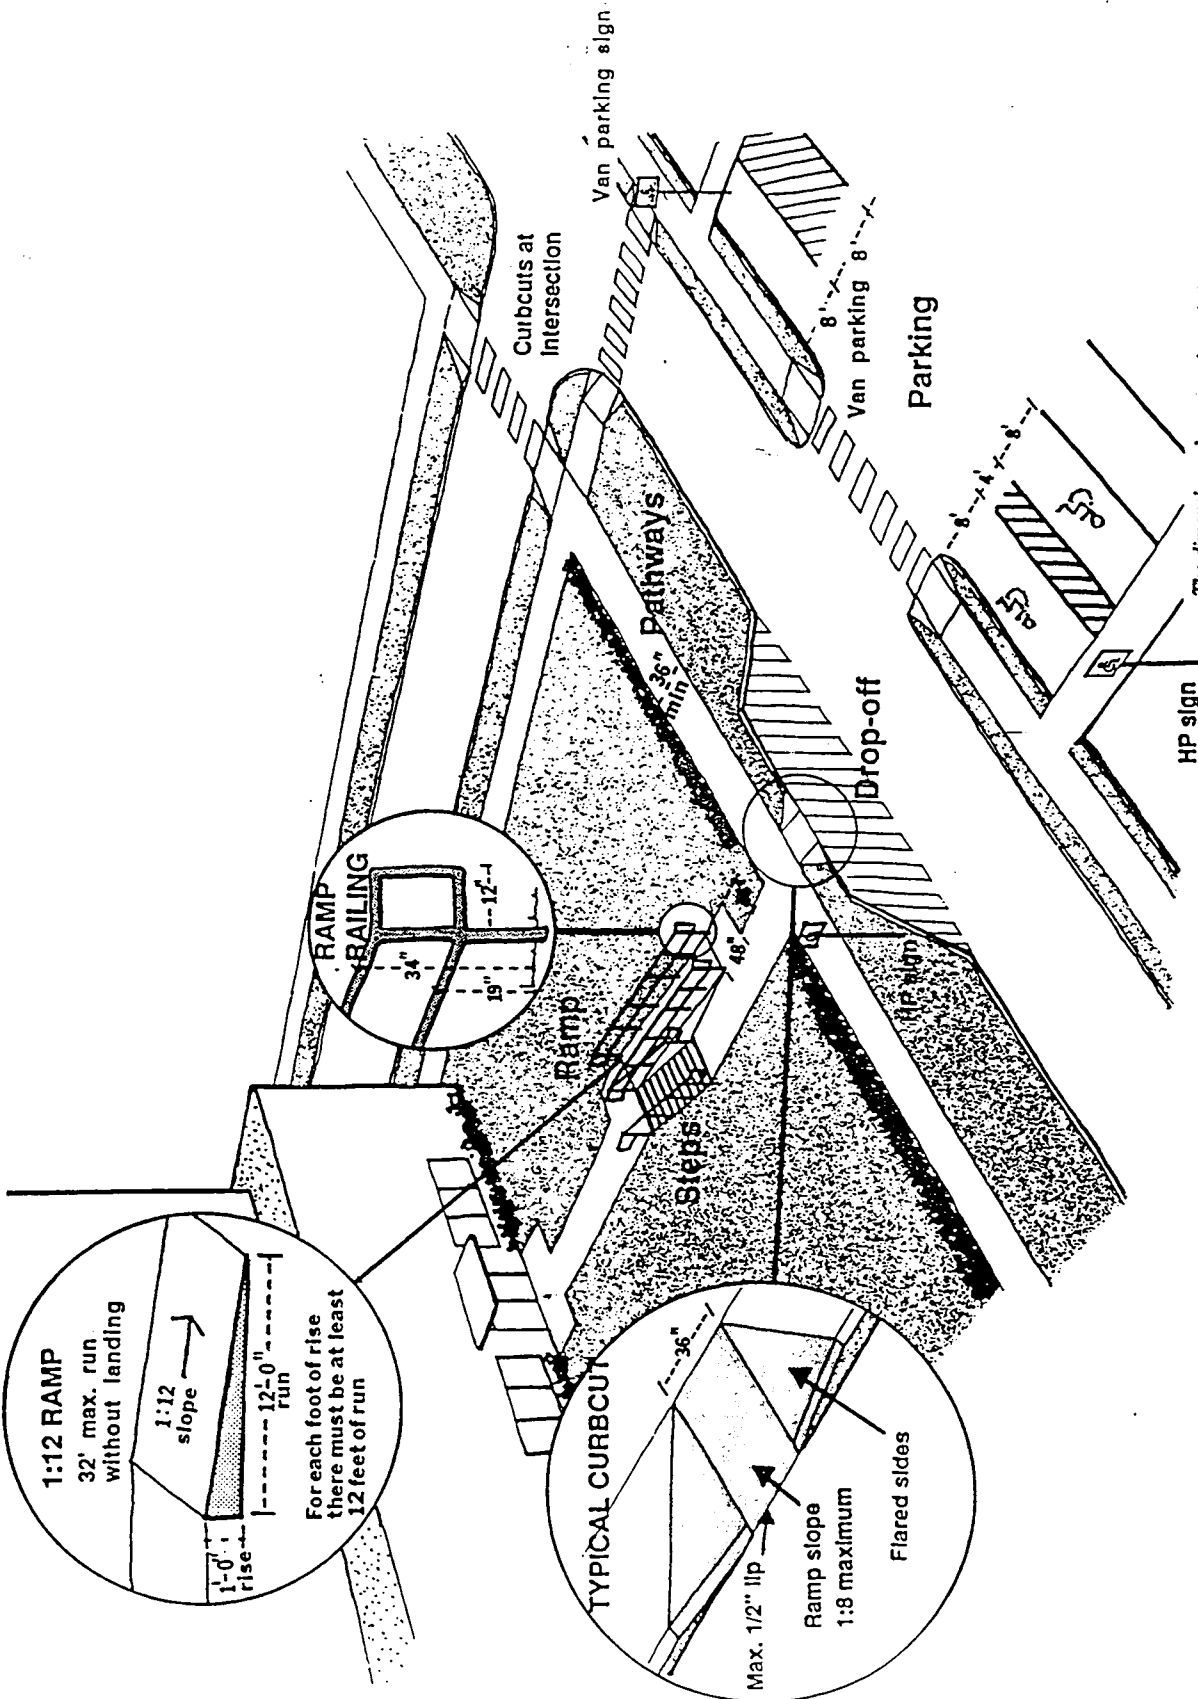 1:12 RAMP
32' max. run
without landing
1:12
slope
1'-0"
rise
12'-0"
run
For each foot of rise
there must be at least
12 feet of run
RAMP
RAILING
34"
19"
12"
Ramp
48"
Steps
TYPICAL CURBCUT
36"
Max. 1/2" lip
Ramp slope
1:8 maximum
Flared sides
HP sign
Drop-off
36"
min
Pathways
Curbcuts at
Intersection
Van parking sign
8' 8'
Van parking
Parking
8' 4' 8'
HP sign